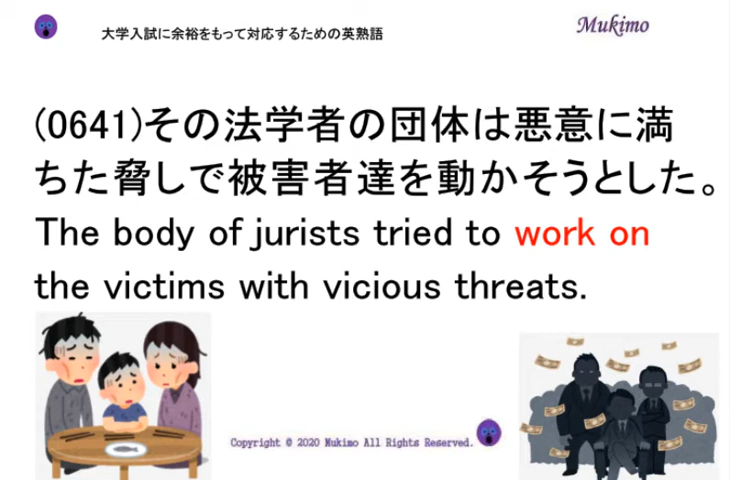 大学入試に余裕をもって対応するための英熟語
Mukimo
(0641)その法学者の団体は悪意に満
ちた脅しで被害者達を動かそうとした。
The body of jurists tried to work on
the victims with vicious threats.
Copyright @ 2020 Mukimo All Rights Reserved.